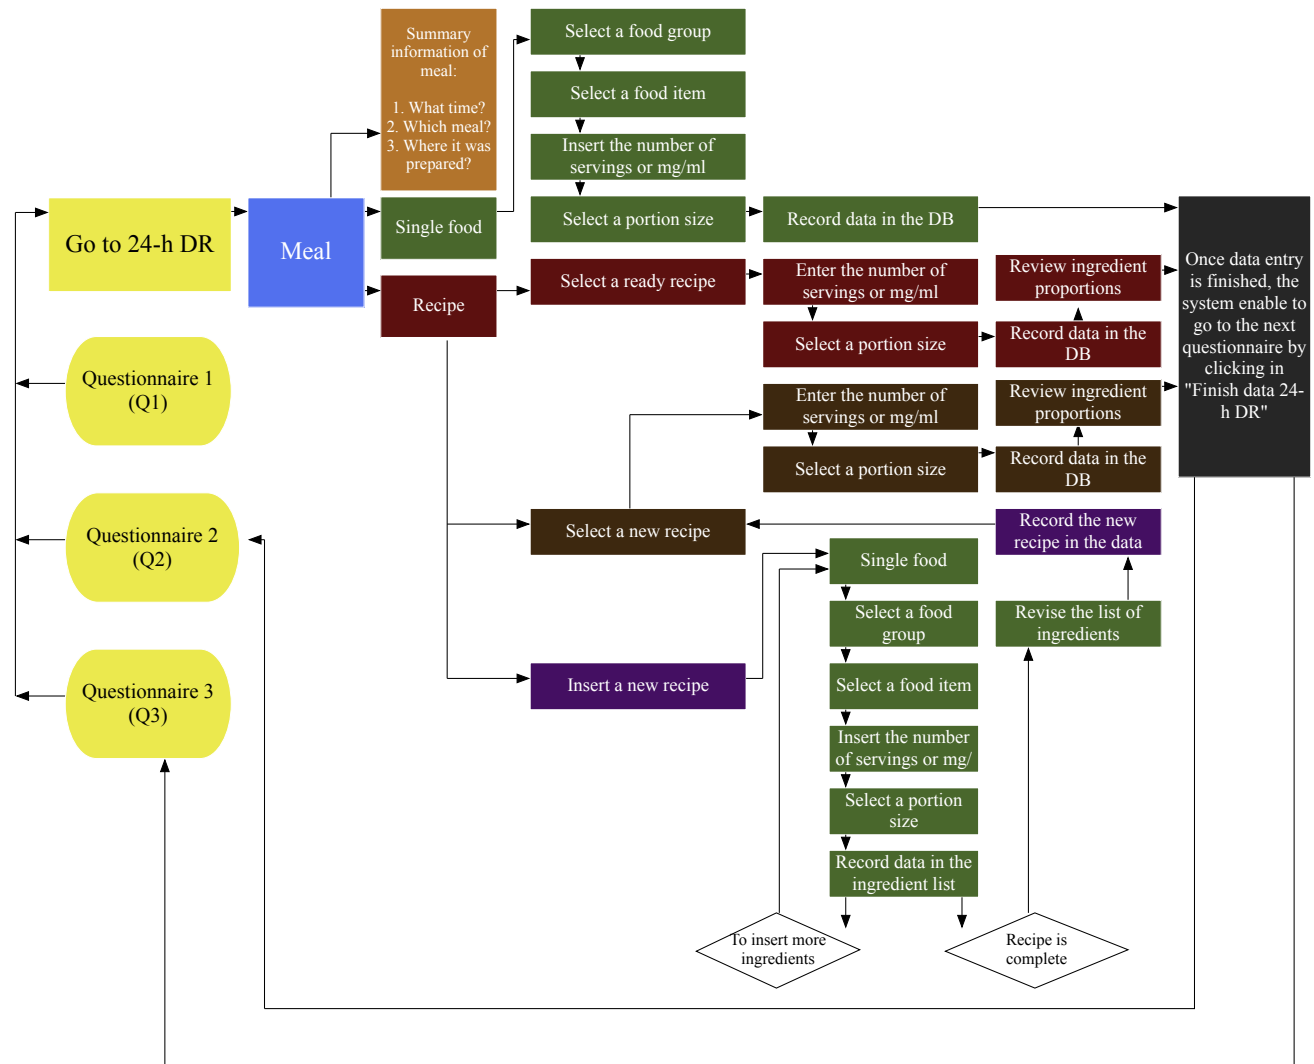 Summary
information of
meal:
1. What time?
2. Which meal?
3. Where it was
prepared?
Select a food group
Select a food item
Insert the number of
servings or mg/ml
Select a portion size
Record data in the DB
Go to 24-h DR
Meal
Single food
Recipe
Select a ready recipe
Enter the number of
servings or mg/ml
Select a portion size
Record data in the
DB
Review ingredient
proportions
Once data entry
is finished, the
system enable to
go to the next
questionnaire by
clicking in
"Finish data 24-
h DR"
Questionnaire 1
(Q1)
Enter the number of
servings or mg/ml
Select a portion size
Record data in the
DB
Review ingredient
proportions
Questionnaire 2
(Q2)
Select a new recipe
Record the new
recipe in the data
Single food
Select a food
group
Revise the list of
ingredients
Questionnaire 3
(Q3)
Insert a new recipe
Select a food item
Insert the number
of servings or mg/
Select a portion
size
Record data in the
ingredient list
To insert more
ingredients
Recipe is
complete